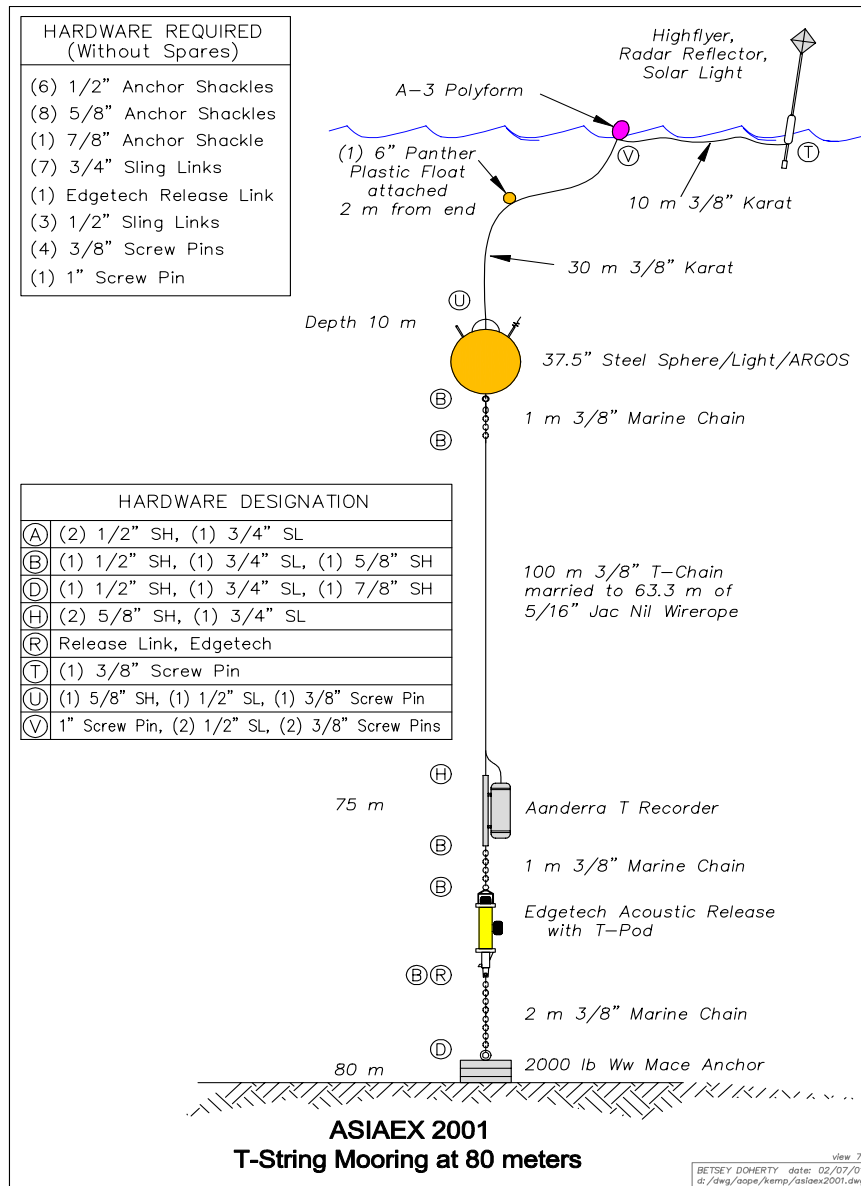 HARDWARE REQUIRED
(Without Spares)
(6) 1/2" Anchor Shackles
(8) 5/8" Anchor Shackles
(1) 7/8" Anchor Shackle
(7) 3/4" Sling Links
(1) Edgetech Release Link
(3) 1/2" Sling Links
(4) 3/8" Screw Pins
(1) 1" Screw Pin
Highflyer,
Radar Reflector,
Solar Light
A-3 Polyform
V
T
(1) 6" Panther
Plastic Float
attached
2 m from end
10 m 3/8" Karat
30 m 3/8" Karat
U
Depth 10 m
37.5" Steel Sphere/Light/ARGOS
B
1 m 3/8" Marine Chain
B
HARDWARE DESIGNATION
A (2) 1/2" SH, (1) 3/4" SL
B (1) 1/2" SH, (1) 3/4" SL, (1) 5/8" SH
D (1) 1/2" SH, (1) 3/4" SL, (1) 7/8" SH
H (2) 5/8" SH, (1) 3/4" SL
R Release Link, Edgetech
T (1) 3/8" Screw Pin
U (1) 5/8" SH, (1) 1/2" SL, (1) 3/8" Screw Pin
V 1" Screw Pin, (2) 1/2" SL, (2) 3/8" Screw Pins
100 m 3/8" T-Chain
married to 63.3 m of
5/16" Jac Nil Wirerope
H
75 m
Aanderra T Recorder
B
1 m 3/8" Marine Chain
B
Edgetech Acoustic Release
with T-Pod
B R
2 m 3/8" Marine Chain
D
80 m
2000 lb Ww Mace Anchor
ASIAEX 2001
T-String Mooring at 80 meters
view 7
BETSEY DOHERTY date: 02/07/0
d:/dwg/aope/kemp/asiaex2001.dw